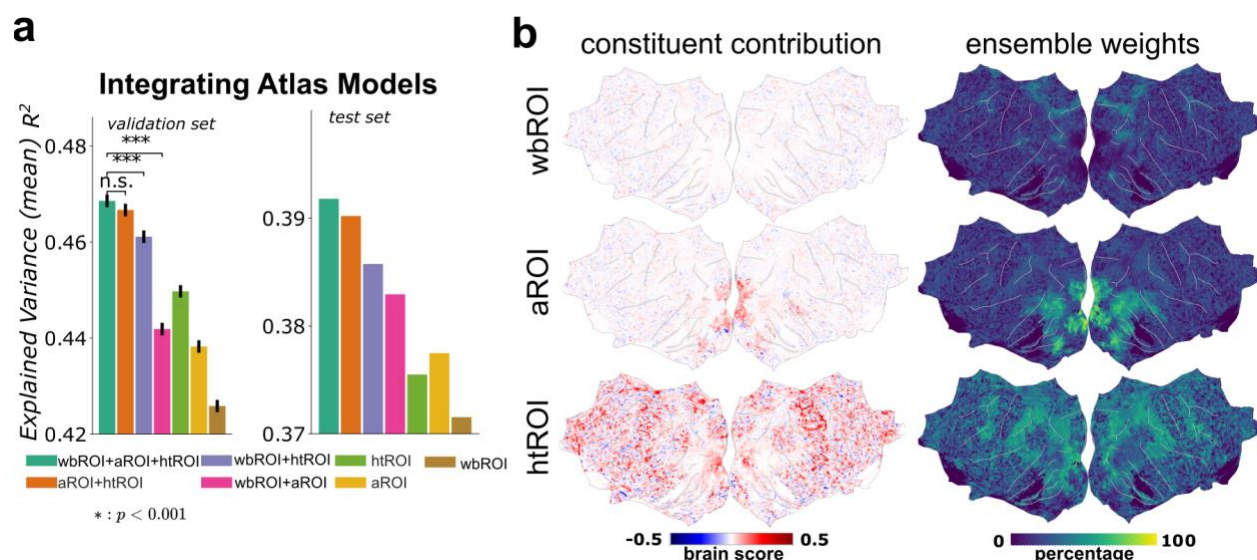 a
Integrating Atlas Models
Explained Variance (mean) R²
validation set
***
***
n.s.
0.48
0.46
0.44
0.42
test set
0.39
0.38
0.37
wbROI+aROI+htROI
wbROI+htROI
htROI
wbROI
aROI+htROI
wbROI+aROI
aROI
* : p < 0.001
b
constituent contribution
ensemble weights
wbROI
aROI
htROI
-0.5 0.5
brain score
0 100
percentage